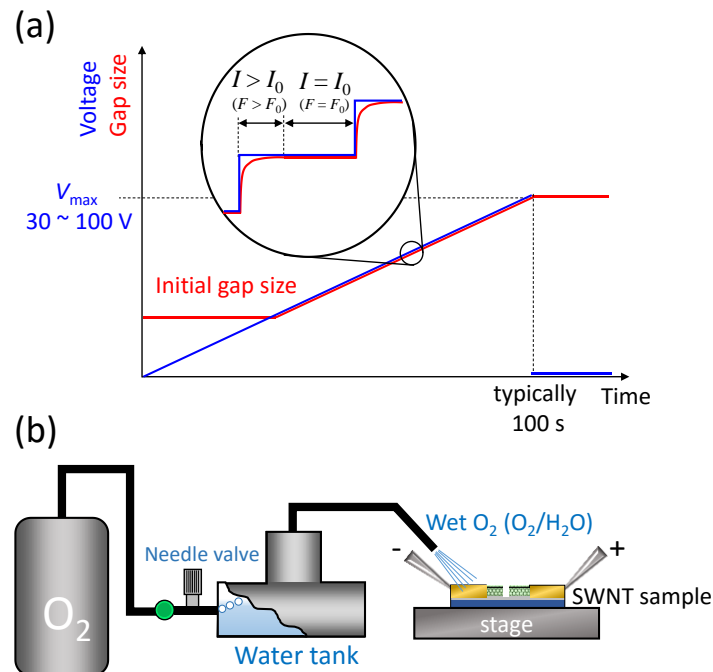 (a)
Voltage
Gap size
I > I₀
(F > F₀)
I = I₀
(F = F₀)
Vmax
30 ~ 100 V
Initial gap size
typically
100 s
Time
(b)
O₂
Needle valve
Water tank
Wet O₂ (O₂/H₂O)
-
+
SWNT sample
stage